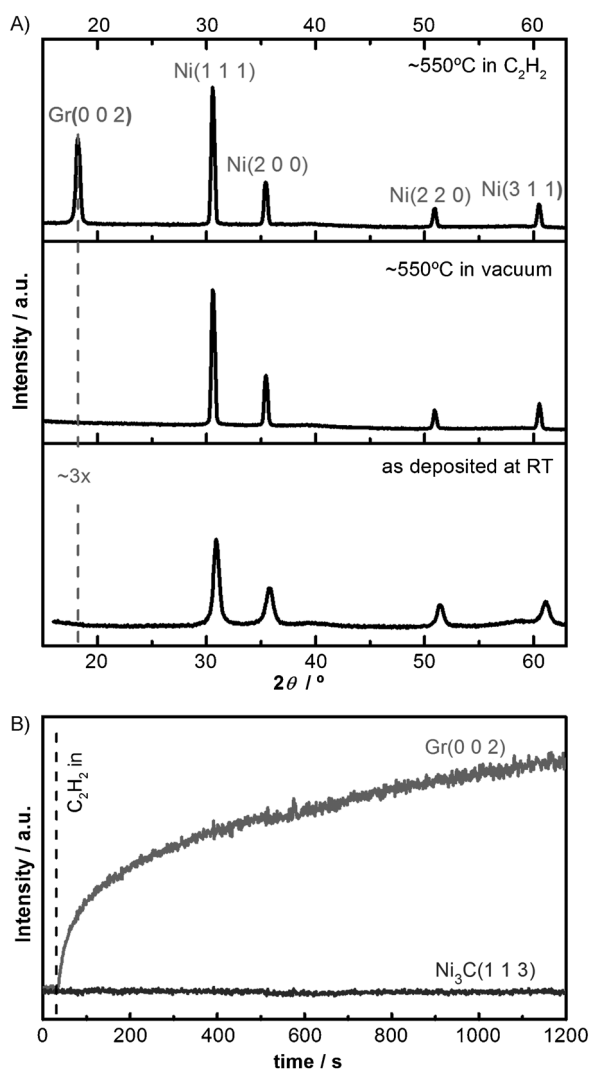 A)
20 30 40 50 60
~550ºC in C₂H₂
Ni(1 1 1)
Gr(0 0 2)
Ni(2 0 0)
Ni(2 2 0)
Ni(3 1 1)
~550ºC in vacuum
Intensity / a.u.
as deposited at RT
~3x
20 30 40 50 60
2θ / º
B)
Gr(0 0 2)
C₂H₂ in
Intensity / a.u.
Ni₃C(1 1 3)
0 200 400 600 800 1000 1200
time / s